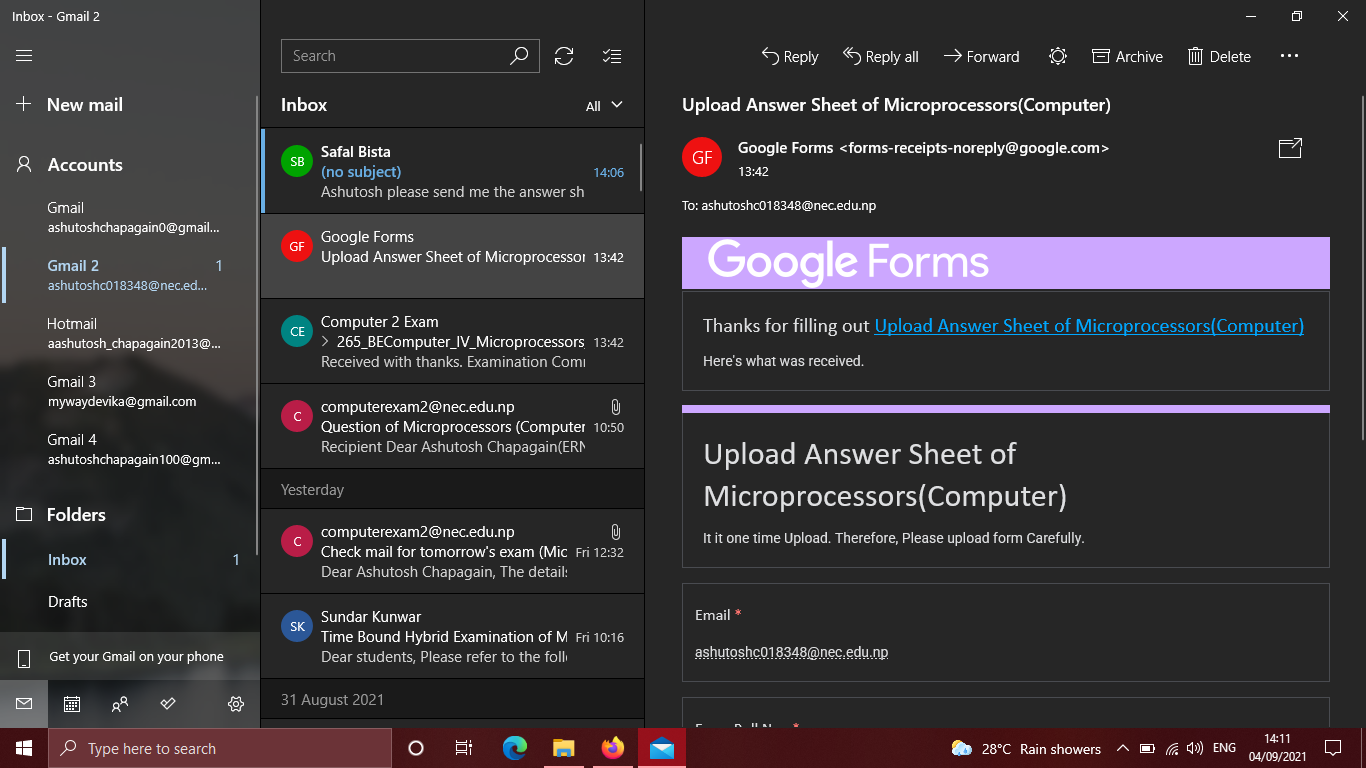 Inbox - Gmail 2
New mail
Accounts
Gmail
ashutoshchapagain0@gmail...
Gmail 2 1
ashutoshc018348@nec.ed...
Hotmail
aashutosh_chapagain2013@...
Gmail 3
mywaydevika@gmail.com
Gmail 4
ashutoshchapagain100@gm...
Folders
Inbox 1
Drafts
Get your Gmail on your phone
Search
Inbox All
SB
Safal Bista
(no subject) 14:06
Ashutosh please send me the answer sh
GF
Google Forms
Upload Answer Sheet of Microprocessor 13:42
CE
Computer 2 Exam
265_BEComputer_IV_Microprocessors_ 13:42
Received with thanks. Examination Com
C
computerexam2@nec.edu.np
Question of Microprocessors (Computer 10:50
Recipient Dear Ashutosh Chapagain(ERN
Yesterday
C
computerexam2@nec.edu.np
Check mail for tomorrow's exam (Mic Fri 12:32
Dear Ashutosh Chapagain, The details
SK
Sundar Kunwar
Time Bound Hybrid Examination of M Fri 10:16
Dear students, Please refer to the foll
31 August 2021
Reply Reply all Forward Archive Delete
Upload Answer Sheet of Microprocessors(Computer)
GF
Google Forms <forms-receipts-noreply@google.com>
13:42
To: ashutoshc018348@nec.edu.np
Google Forms
Thanks for filling out Upload Answer Sheet of Microprocessors(Computer)
Here's what was received.
Upload Answer Sheet of
Microprocessors(Computer)
It it one time Upload. Therefore, Please upload form Carefully.
Email *
ashutoshc018348@nec.edu.np
Type here to search
28°C Rain showers
ENG
14:11
04/09/2021